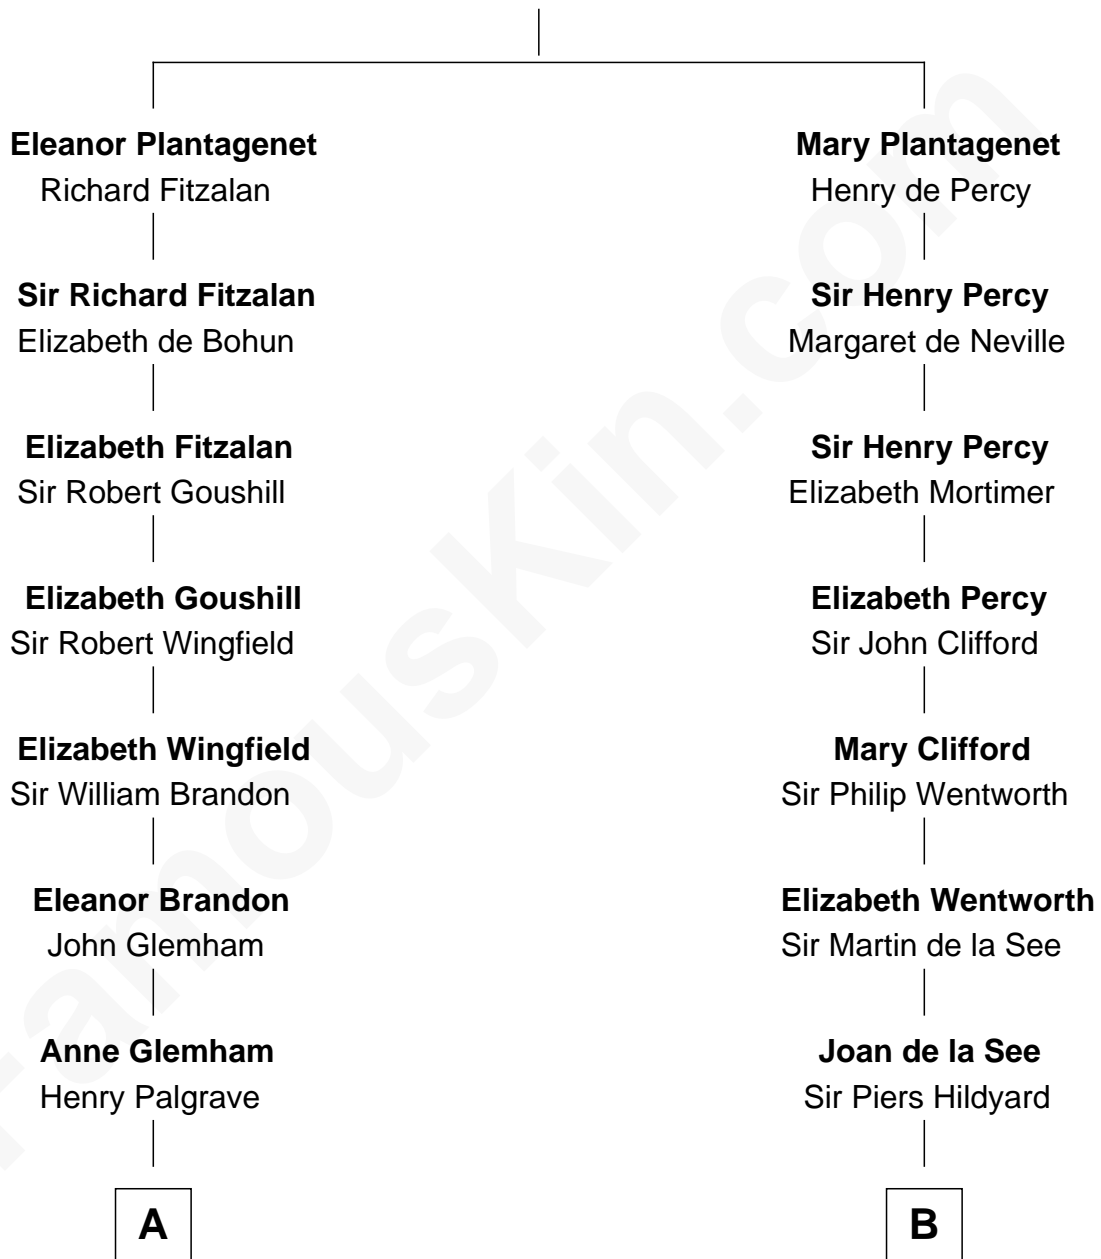 Eleanor Plantagenet
Richard Fitzalan
Sir Richard Fitzalan
Elizabeth de Bohun
Elizabeth Fitzalan
Sir Robert Goushill
Elizabeth Goushill
Sir Robert Wingfield
Elizabeth Wingfield
Sir William Brandon
Eleanor Brandon
John Glemham
Anne Glemham
Henry Palgrave
A
Mary Plantagenet
Henry de Percy
Sir Henry Percy
Margaret de Neville
Sir Henry Percy
Elizabeth Mortimer
Elizabeth Percy
Sir John Clifford
Mary Clifford
Sir Philip Wentworth
Elizabeth Wentworth
Sir Martin de la See
Joan de la See
Sir Piers Hildyard
B
FamousKin.com